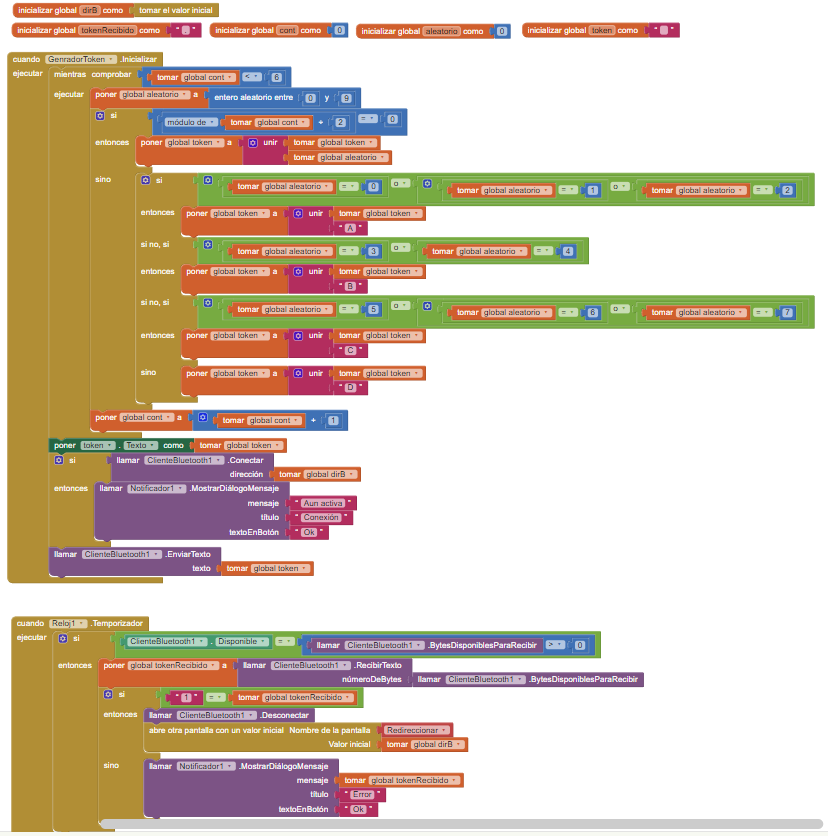 inicializar global dirB como tomar el valor inicial
inicializar global tokenRecibido como " . " inicializar global cont como 0 inicializar global aleatorio como 0 inicializar global token como " "
cuando GenradorToken .Inicializar
ejecutar mientras comprobar tomar global cont < 6
ejecutar poner global aleatorio a entero aleatorio entre 0 y 9
si módulo de tomar global cont ÷ 2 = 0
entonces poner global token a unir tomar global token
tomar global aleatorio
sino si tomar global aleatorio = 0 o tomar global aleatorio = 1 o tomar global aleatorio = 2
entonces poner global token a unir tomar global token
" A "
si no, si tomar global aleatorio = 3 o tomar global aleatorio = 4
entonces poner global token a unir tomar global token
" B "
si no, si tomar global aleatorio = 5 o tomar global aleatorio = 6 o tomar global aleatorio = 7
entonces poner global token a unir tomar global token
" C "
sino poner global token a unir tomar global token
" D "
poner global cont a tomar global cont + 1
poner token . Texto como tomar global token
si llamar ClienteBluetooth1 .Conectar
dirección tomar global dirB
entonces llamar Notificador1 .MostrarDiálogoMensaje
mensaje " Aun activa "
título " Conexión "
textoEnBotón " Ok "
llamar ClienteBluetooth1 .EnviarTexto
texto tomar global token
cuando Reloj1 .Temporizador
ejecutar si ClienteBluetooth1 . Disponible = llamar ClienteBluetooth1 .BytesDisponiblesParaRecibir > 0
entonces poner global tokenRecibido a llamar ClienteBluetooth1 .RecibirTexto
númeroDeBytes llamar ClienteBluetooth1 .BytesDisponiblesParaRecibir
si " 1 " = tomar global tokenRecibido
entonces llamar ClienteBluetooth1 .Desconectar
abre otra pantalla con un valor inicial Nombre de la pantalla Redireccionar
Valor inicial tomar global dirB
sino llamar Notificador1 .MostrarDiálogoMensaje
mensaje tomar global tokenRecibido
título " Error "
textoEnBotón " Ok "